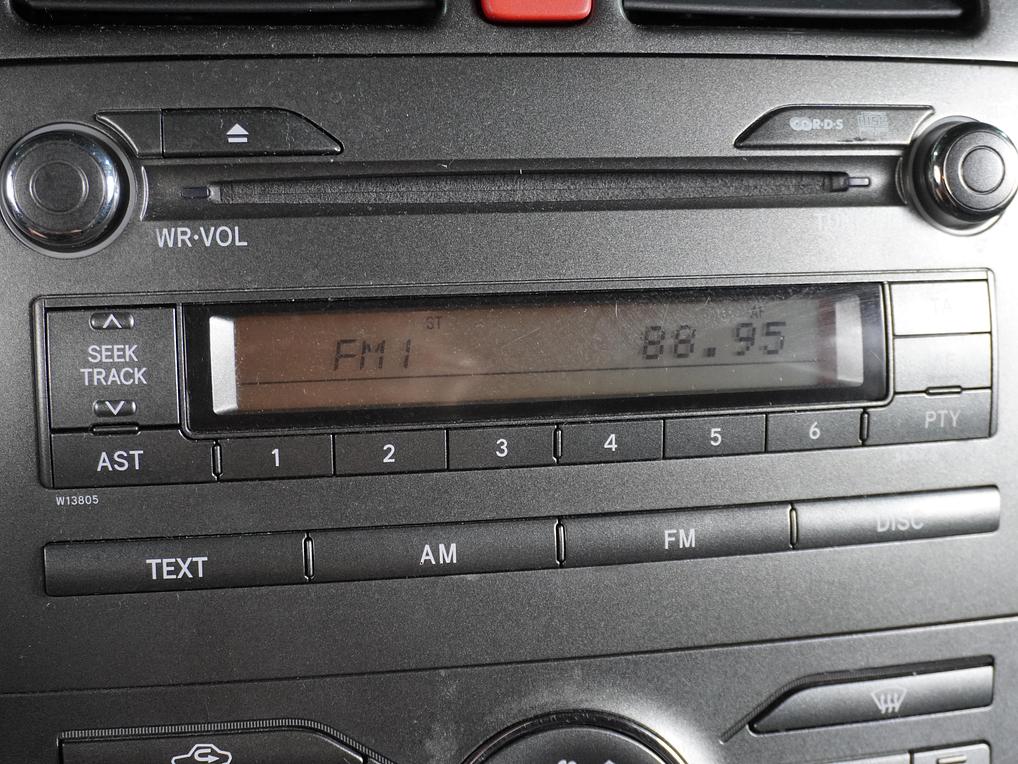 R·D·S
WR·VOL
TUN
ST
AF
FM1
88.95
SEEK
TRACK
TA
PTY
AST
1
2
3
4
5
6
W13805
TEXT
AM
FM
DISC